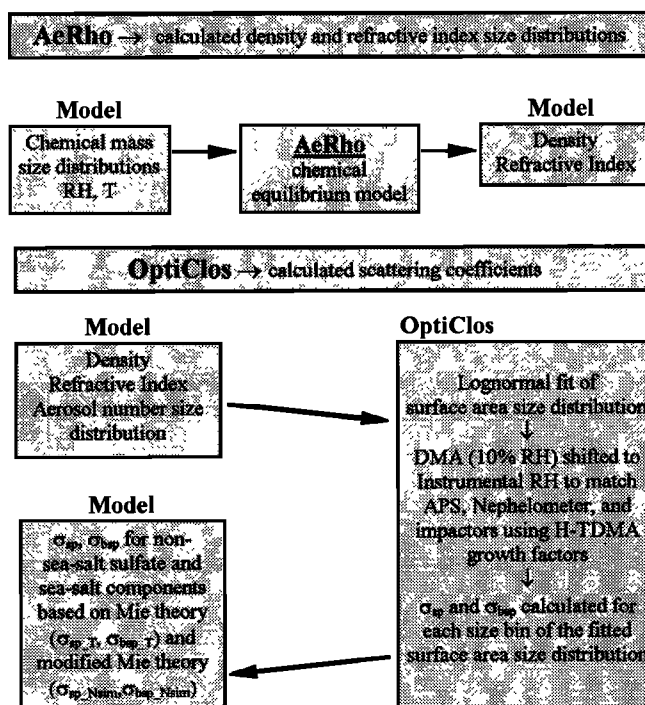 AeRho → calculated density and refractive index size distributions
Model
Chemical mass
size distributions
RH, T
AeRho
chemical
equilibrium model
Model
Density
Refractive Index
OptiClos → calculated scattering coefficients
Model
Density
Refractive Index
Aerosol number size
distribution
OptiClos
Lognormal fit of
surface area size distribution
↓
DMA (10% RH) shifted to
Instrumental RH to match
APS, Nephelometer, and
impactors using H-TDMA
growth factors
↓
σsp and σbsp calculated for
each size bin of the fitted
surface area size distribution
Model
σsp, σbsp for non-
sea-salt sulfate and
sea-salt components
based on Mie theory
(σsp_T, σbsp_T) and
modified Mie theory
(σsp_Nsim,σbsp_Nsim)